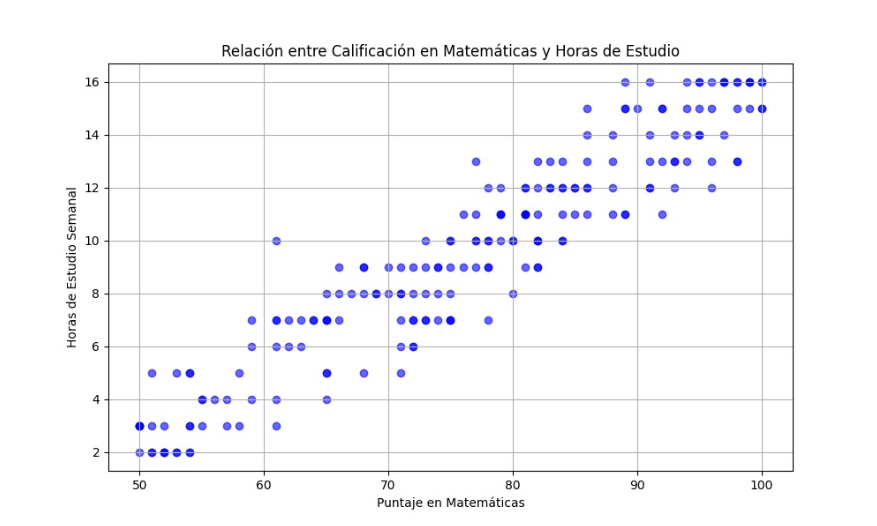 Relación entre Calificación en Matemáticas y Horas de Estudio
Horas de Estudio Semanal
16
14
12
10
8
6
4
2
50 60 70 80 90 100
Puntaje en Matemáticas